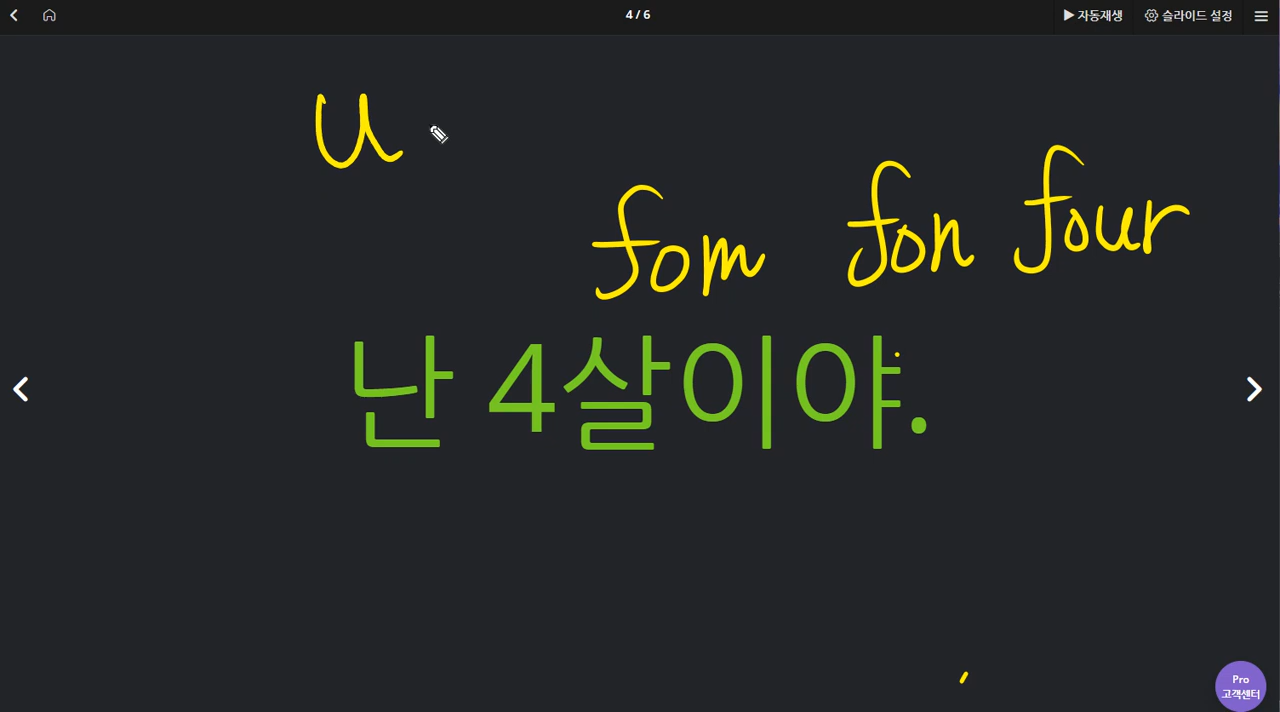 4 / 6
▶ 자동재생
슬라이드 설정
u
fom fon four
난 4살이야.
Pro
고객센터